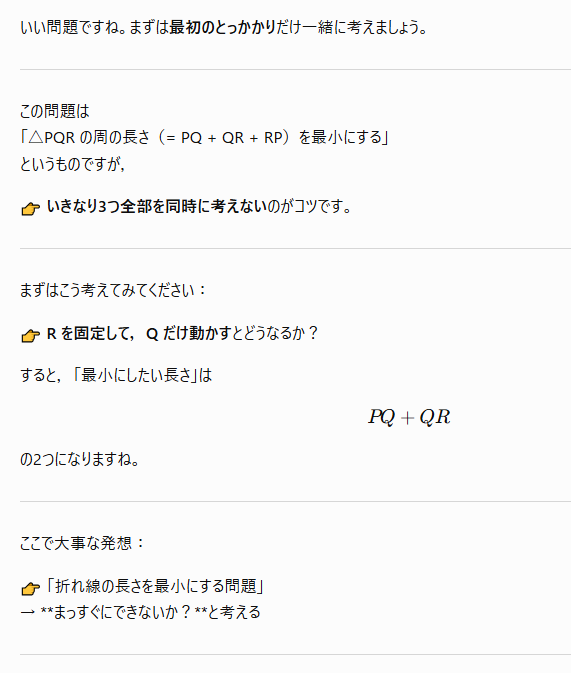 いい問題ですね。まずは最初のとっかかりだけ一緒に考えましょう。
この問題は
「△PQR の周の長さ（= PQ + QR + RP）を最小にする」
というものですが，
👉 いきなり3つ全部を同時に考えないのがコツです。
まずはこう考えてみてください：
👉 R を固定して，Q だけ動かすとどうなるか？
すると，「最小にしたい長さ」は
PQ + QR
の2つになりますね。
ここで大事な発想：
👉 「折れ線の長さを最小にする問題」
→ **まっすぐにできないか？**と考える